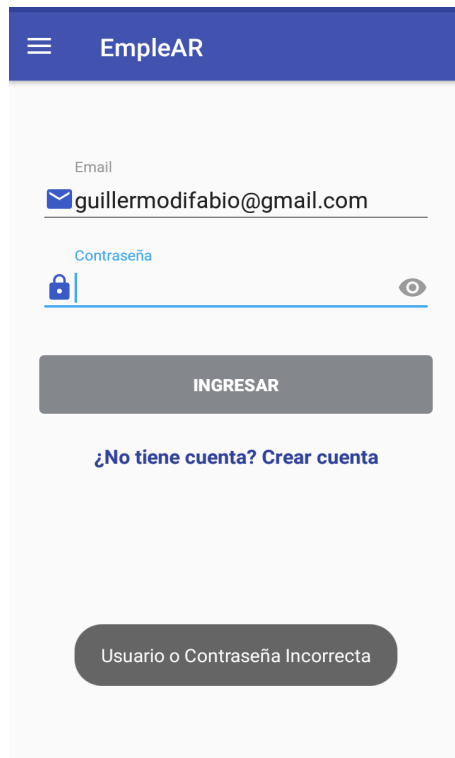 EmpleAR
Email
guillermodifabio@gmail.com
Contraseña
INGRESAR
¿No tiene cuenta? Crear cuenta
Usuario o Contraseña Incorrecta